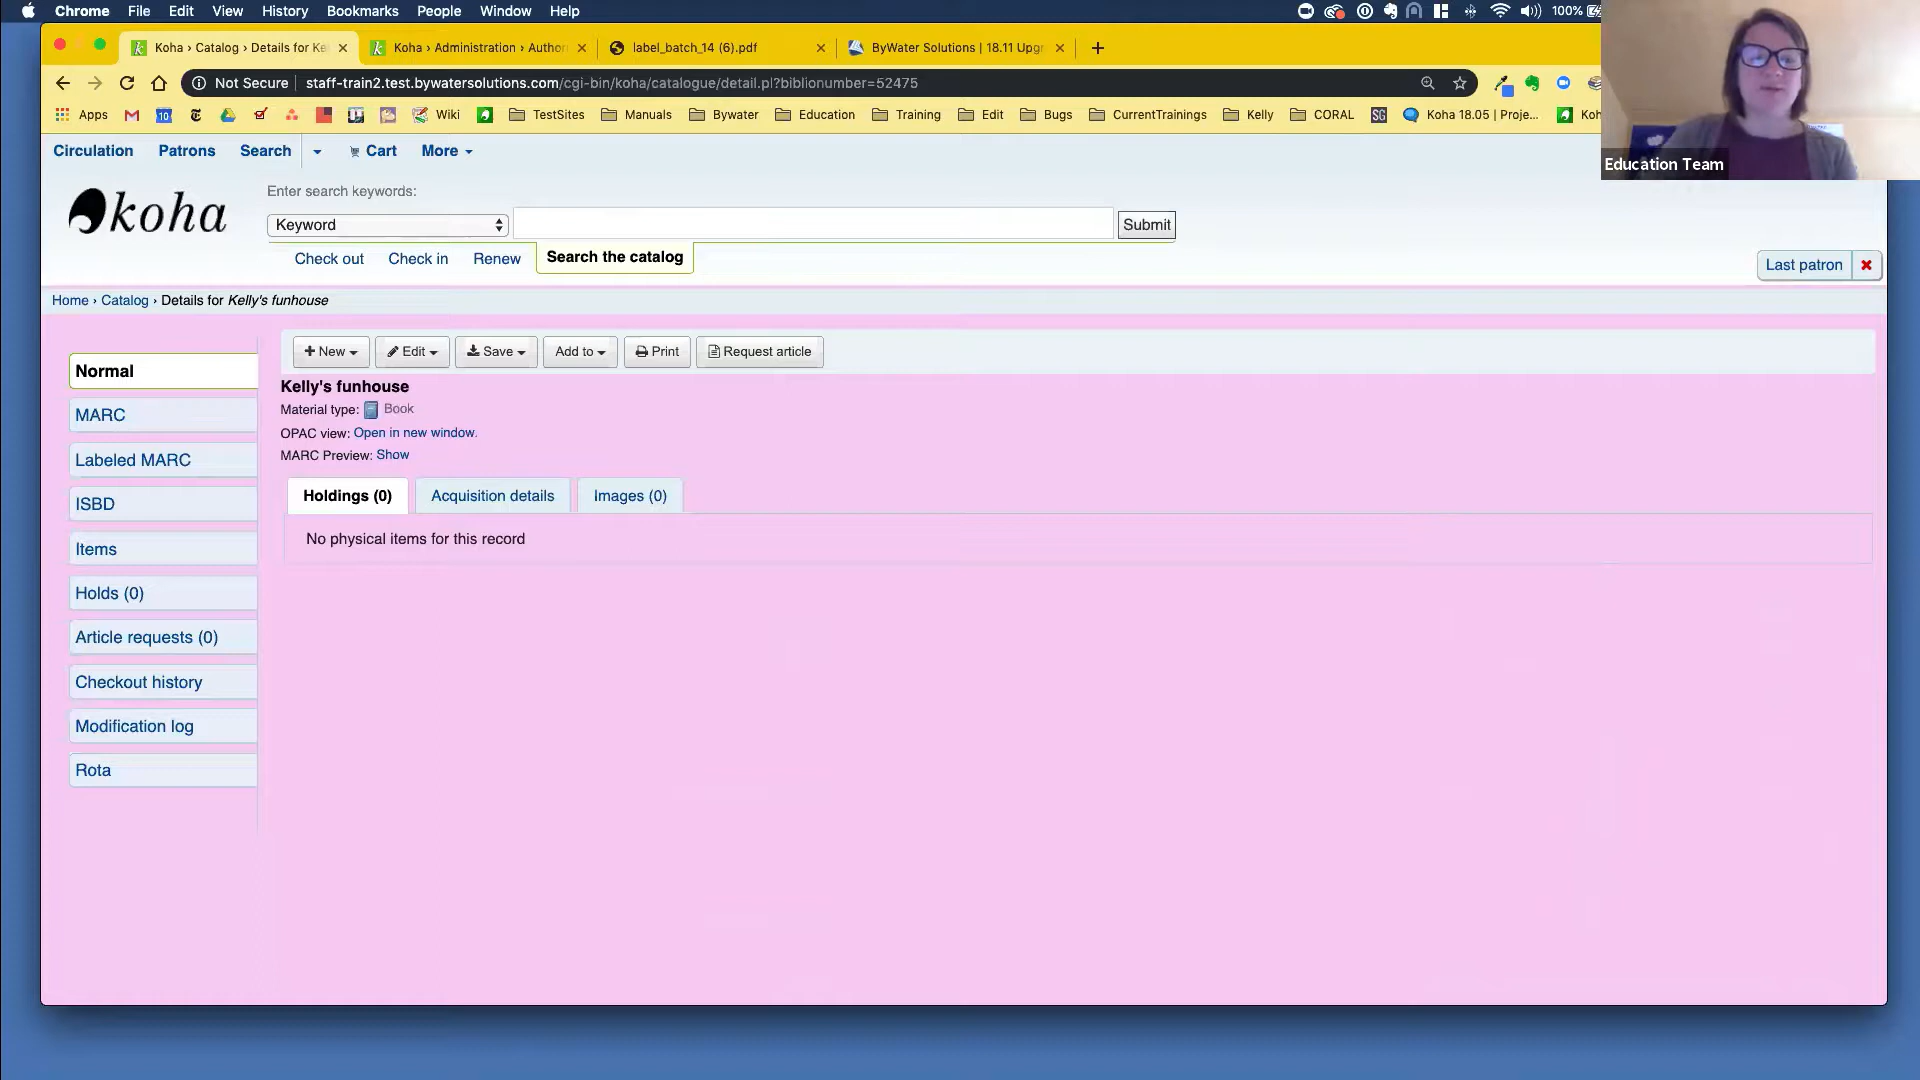 Chrome File Edit View History Bookmarks People Window Help 100%
Koha › Catalog › Details for Ke
Koha › Administration › Author
label_batch_14 (6).pdf
ByWater Solutions | 18.11 Upg
Not Secure staff-train2.test.bywatersolutions.com/cgi-bin/koha/catalogue/detail.pl?biblionumber=52475
Apps 10 Wiki TestSites Manuals Bywater Education Training Edit Bugs CurrentTrainings Kelly CORAL SG Koha 18.05 | Proje... Koh
Education Team
Circulation Patrons Search Cart More
koha
Enter search keywords:
Keyword Submit
Check out Check in Renew Search the catalog
Last patron
Home › Catalog › Details for Kelly's funhouse
Normal
MARC
Labeled MARC
ISBD
Items
Holds (0)
Article requests (0)
Checkout history
Modification log
Rota
New Edit Save Add to Print Request article
Kelly's funhouse
Material type: Book
OPAC view: Open in new window.
MARC Preview: Show
Holdings (0) Acquisition details Images (0)
No physical items for this record